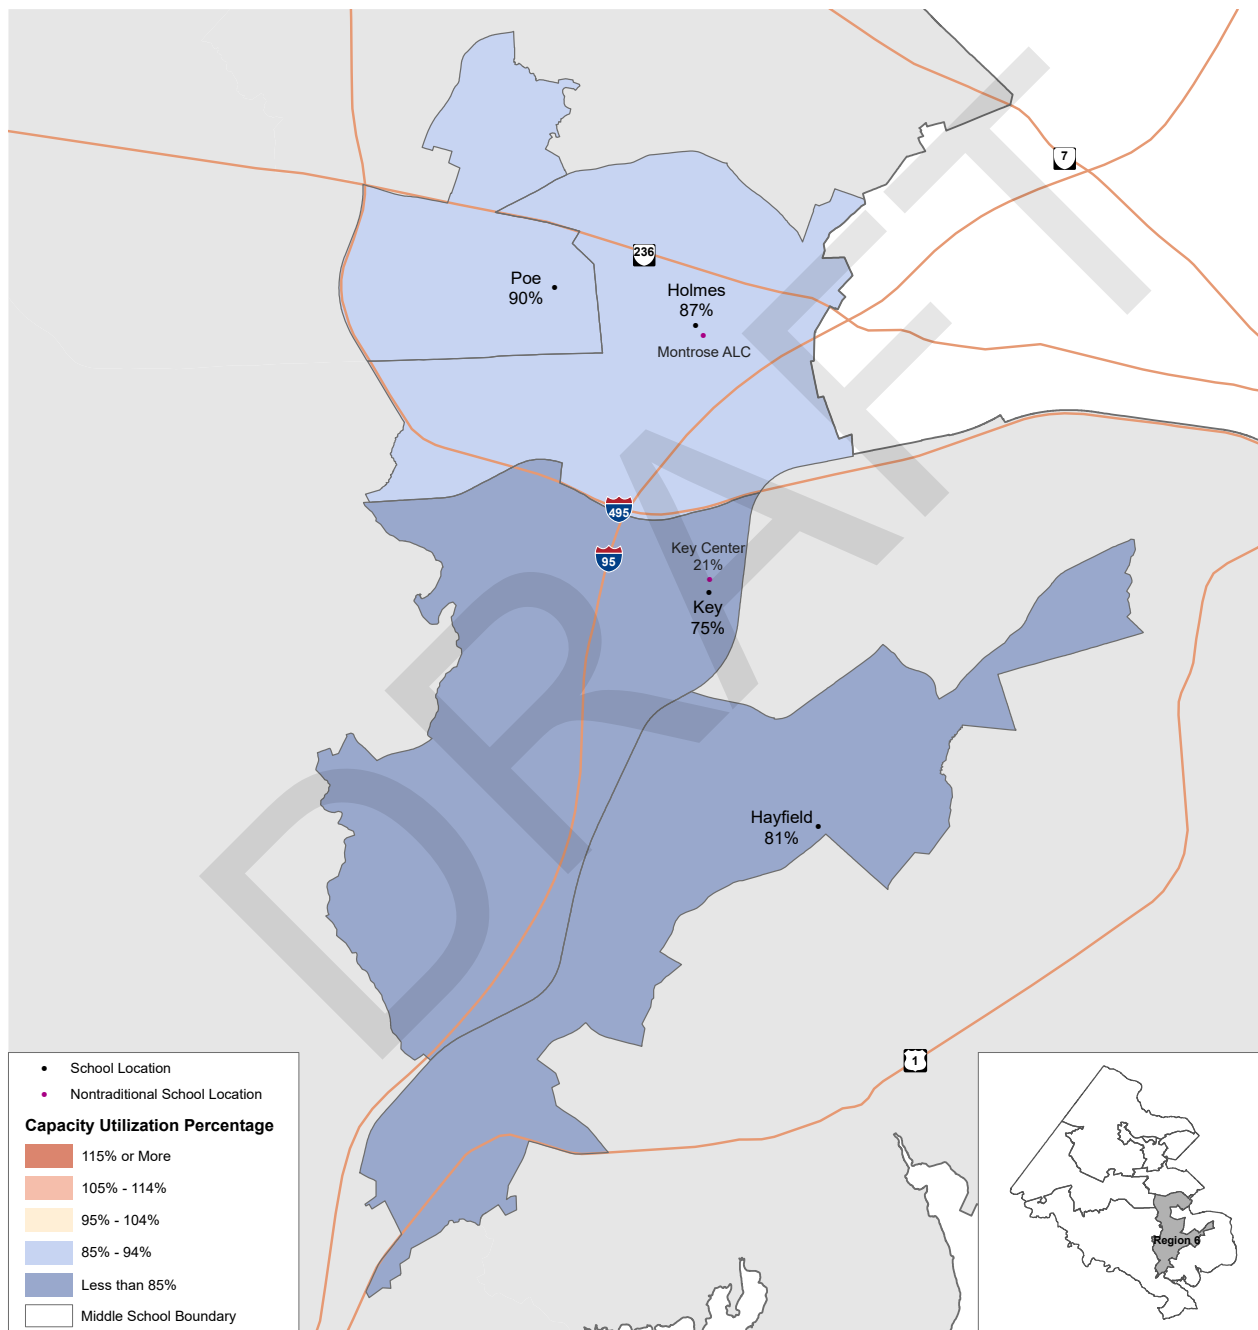 7
236
Poe
90%
Holmes
87%
Montrose ALC
495
95
Key Center
21%
Key
75%
Hayfield
81%
1
DRAFT
School Location
Nontraditional School Location
Capacity Utilization Percentage
115% or More
105% - 114%
95% - 104%
85% - 94%
Less than 85%
Middle School Boundary
Region 6